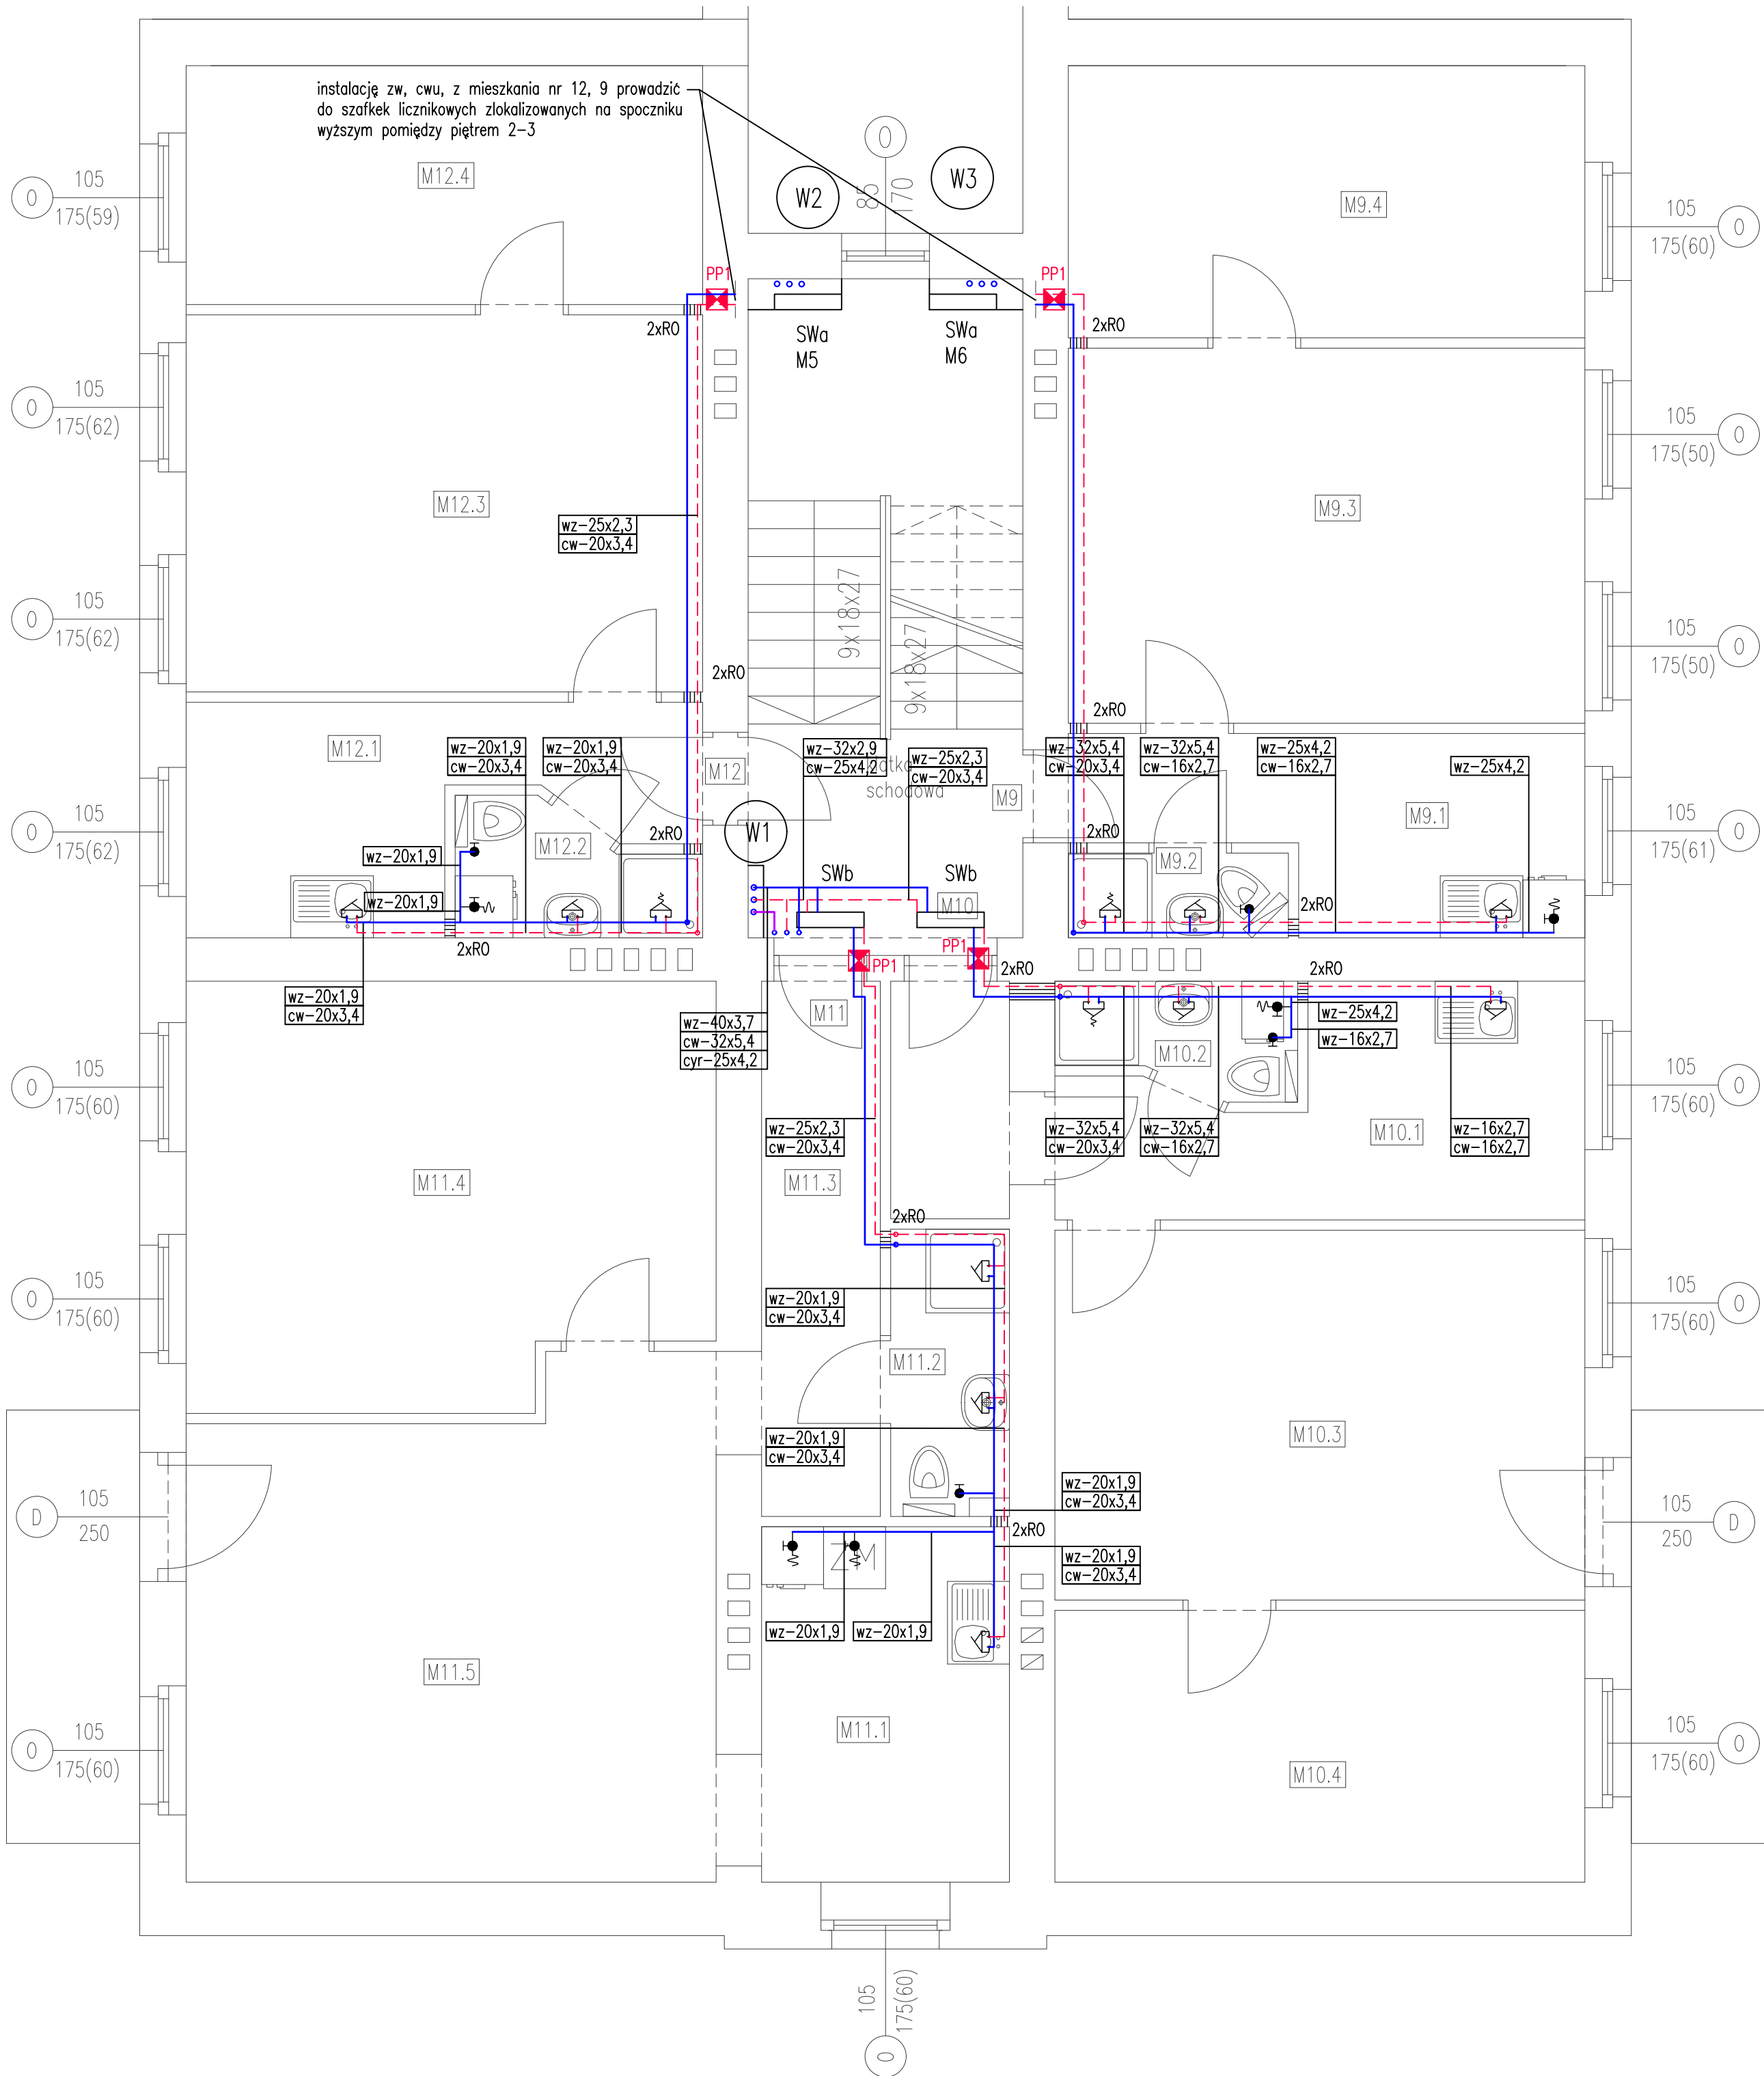 instalację zw, cwu, z mieszkania nr 12, 9 prowadzić
do szafkek licznikowych zlokalizowanych na spoczniku
wyższym pomiędzy piętrem 2-3
M12.4
W2
85
170
O
W3
M9.4
105
175(59)
O
105
175(60)
O
PP1
PP1
2xRO
SWa
M5
SWa
M6
2xRO
105
175(62)
O
105
175(50)
O
M12.3
M9.3
wz-25x2,3
cw-20x3,4
9x18x27
9x18x27
105
175(62)
O
105
175(50)
O
2xRO
2xRO
M12.1
wz-20x1,9
cw-20x3,4
wz-20x1,9
cw-20x3,4
M12
wz-32x2,9
cw-25x4,2
wz-25x2,3
cw-20x3,4
klatka
schodowa
M9
wz-32x5,4
cw-20x3,4
wz-32x5,4
cw-16x2,7
wz-25x4,2
cw-16x2,7
wz-25x4,2
M9.1
105
175(62)
O
105
175(61)
O
W1
2xRO
2xRO
M12.2
M9.2
wz-20x1,9
wz-20x1,9
SWb
SWb
M10
2xRO
2xRO
PP1
PP1
2xRO
2xRO
wz-20x1,9
cw-20x3,4
M11
wz-40x3,7
cw-32x5,4
cyr-25x4,2
wz-25x4,2
wz-16x2,7
M10.2
105
175(60)
O
105
175(60)
O
wz-25x2,3
cw-20x3,4
wz-32x5,4
cw-20x3,4
wz-32x5,4
cw-16x2,7
M10.1
wz-16x2,7
cw-16x2,7
M11.4
M11.3
2xRO
105
175(60)
O
105
175(60)
O
wz-20x1,9
cw-20x3,4
M11.2
M10.3
wz-20x1,9
cw-20x3,4
wz-20x1,9
cw-20x3,4
105
250
D
105
250
D
2xRO
ZM
wz-20x1,9
cw-20x3,4
wz-20x1,9
wz-20x1,9
M11.5
M11.1
M10.4
105
175(60)
O
105
175(60)
O
105
175(60)
O